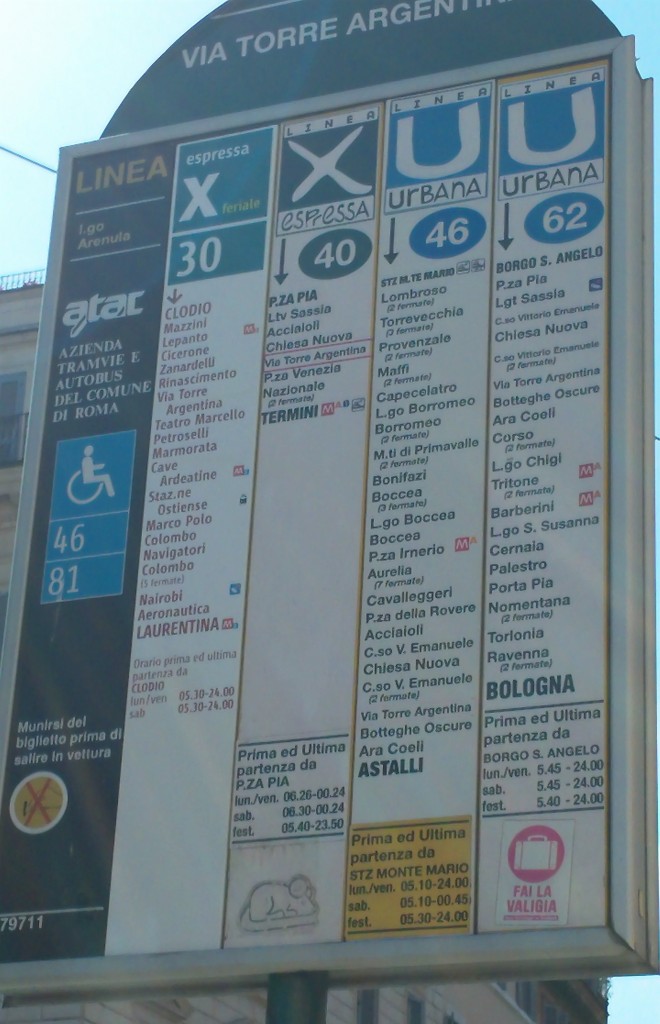 VIA TORRE ARGENTIN
LINEA
l.go
Arenula
atac
AZIENDA
TRAMVIE E
AUTOBUS
DEL COMUNE
DI ROMA
46
81
Munirsi del
biglietto prima di
salire in vettura
79711
espressa
X feriale
30
CLODIO
Mazzini
Lepanto M
Cicerone
Zanardelli
Rinascimento
Via Torre
Argentina
Teatro Marcello
Petroselli
Marmorata
Cave
Ardeatine M
Staz.ne
Ostiense
Marco Polo
Colombo
Navigatori
Colombo
(5 fermate)
Nairobi
Aeronautica
LAURENTINA M
Orario prima ed ultima
partenza da
CLODIO
lun/ven 05.30-24.00
sab 05.30-24.00
LINEA
X
espressa
40
P.ZA PIA
Ltv Sassia
Acciaioli
Chiesa Nuova
Via Torre Argentina
P.za Venezia
Nazionale
(2 fermate)
TERMINI MA B
Prima ed Ultima
partenza da
P.ZA PIA
lun./ven. 06.26-00.24
sab. 06.30-00.24
fest. 05.40-23.50
LINEA
U
urBANA
46
STZ M.TE MARIO
Lombroso
(2 fermate)
Torrevecchia
(2 fermate)
Provenzale
(2 fermate)
Maffi
(2 fermate)
Capecelatro
L.go Borromeo
Borromeo
(2 fermate)
M.ti di Primavalle
(2 fermate)
Bonifazi
Boccea
(3 fermate)
L.go Boccea
Boccea
P.za Irnerio MA
Aurelia
(7 fermate)
Cavalleggeri
P.za della Rovere
Acciaioli
C.so V. Emanuele
Chiesa Nuova
C.so V. Emanuele
(2 fermate)
Via Torre Argentina
Botteghe Oscure
Ara Coeli
ASTALLI
Prima ed Ultima
partenza da
STZ MONTE MARIO
lun./ven. 05.10-24.00
sab. 05.10-00.45
fest. 05.30-24.00
LINEA
U
urBANA
62
BORGO S. ANGELO
P.za Pia
Lgt Sassia
C.so Vittorio Emanuele
Chiesa Nuova
C.so Vittorio Emanuele
(2 fermate)
Via Torre Argentina
Botteghe Oscure
Ara Coeli
Corso
(2 fermate)
L.go Chigi
Tritone MA
(2 fermate)
Barberini MA
L.go S. Susanna
Cernaia
Palestro
Porta Pia
Nomentana
(2 fermate)
Torlonia
Ravenna
(2 fermate)
BOLOGNA
Prima ed Ultima
partenza da
BORGO S. ANGELO
lun./ven. 5.45 - 24.00
sab. 5.45 - 24.00
fest. 5.40 - 24.00
FAI LA
VALIGIA